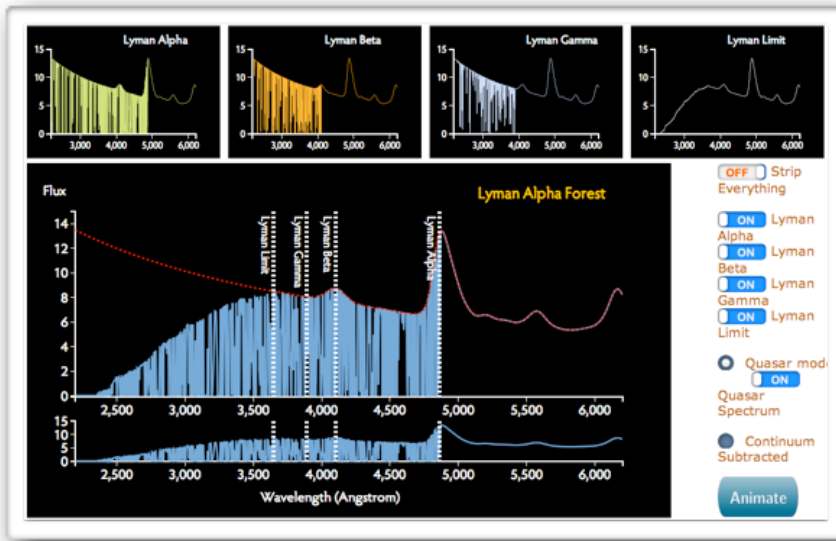 Lyman Alpha
15
10
5
0
3,000 4,000 5,000 6,000
Lyman Beta
15
10
5
0
3,000 4,000 5,000 6,000
Lyman Gamma
15
10
5
0
3,000 4,000 5,000 6,000
Lyman Limit
15
10
5
0
3,000 4,000 5,000 6,000
Flux
Lyman Alpha Forest
14
12
10
8
6
4
2
0
Lyman Limit
Lyman Gamma
Lyman Beta
Lyman Alpha
2,500 3,000 3,500 4,000 4,500 5,000 5,500 6,000
15
10
5
0
2,500 3,000 3,500 4,000 4,500 5,000 5,500 6,000
Wavelength (Angstrom)
OFF Strip
Everything
ON Lyman
Alpha
ON Lyman
Beta
ON Lyman
Gamma
ON Lyman
Limit
Quasar mode
ON
Quasar
Spectrum
Continuum
Subtracted
Animate